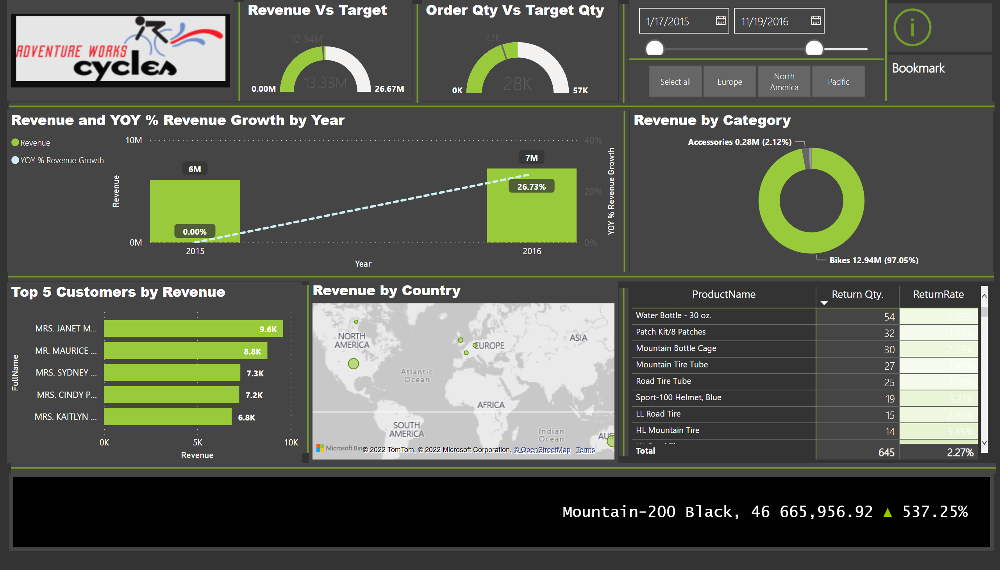 ADVENTURE WORKS
cycles
Revenue Vs Target
12.84M
13.33M
0.00M
26.67M
Order Qty Vs Target Qty
23K
28K
0K
57K
1/17/2015
11/19/2016
Select all
Europe
North
America
Pacific
i
Bookmark
Revenue and YOY % Revenue Growth by Year
Revenue
YOY % Revenue Growth
10M
0M
Revenue
6M
0.00%
7M
26.73%
40%
20%
0%
YOY % Revenue Growth
2015
2016
Year
Revenue by Category
Accessories 0.28M (2.12%)
Bikes 12.94M (97.05%)
Top 5 Customers by Revenue
FullName
MRS. JANET M... 9.6K
MR. MAURICE ... 8.8K
MRS. SYDNEY ... 7.3K
MRS. CINDY P... 7.2K
MRS. KAITLYN ... 6.8K
0K 5K 10K
Revenue
Revenue by Country
NORTH
AMERICA
EUROPE
ASIA
Atlantic
Ocean
AFRICA
SOUTH
AMERICA
Indian
Ocean
AUS
Microsoft Bing
© 2022 TomTom, © 2022 Microsoft Corporation, © OpenStreetMap Terms
ProductName Return Qty. ReturnRate
Water Bottle - 30 oz. 54 2.26%
Patch Kit/8 Patches 32 1.73%
Mountain Bottle Cage 30 2.73%
Mountain Tire Tube 27 1.45%
Road Tire Tube 25 1.78%
Sport-100 Helmet, Blue 19 3.21%
LL Road Tire 15 2.49%
HL Mountain Tire 14 3.45%
Total 645 2.27%
Mountain-200 Black, 46 665,956.92 ▲ 537.25%